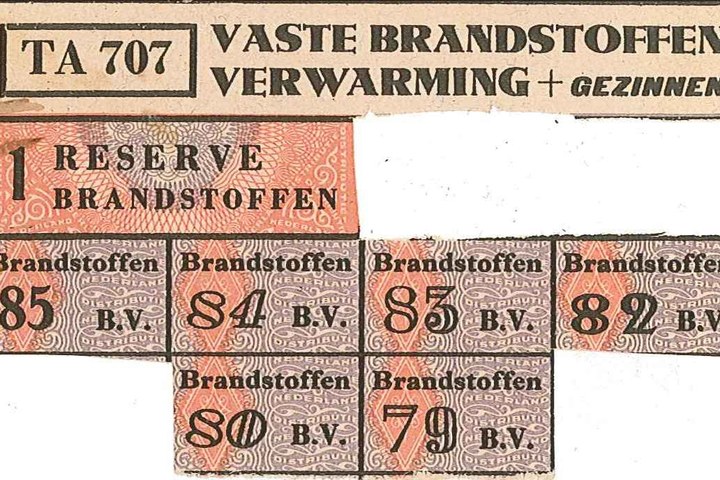 TA 707
VASTE BRANDSTOFFEN
VERWARMING + GEZINNEN
1 RESERVE
BRANDSTOFFEN
Brandstoffen
85 B.V.
Brandstoffen
84 B.V.
Brandstoffen
83 B.V.
Brandstoffen
82 B.V.
Brandstoffen
80 B.V.
Brandstoffen
79 B.V.